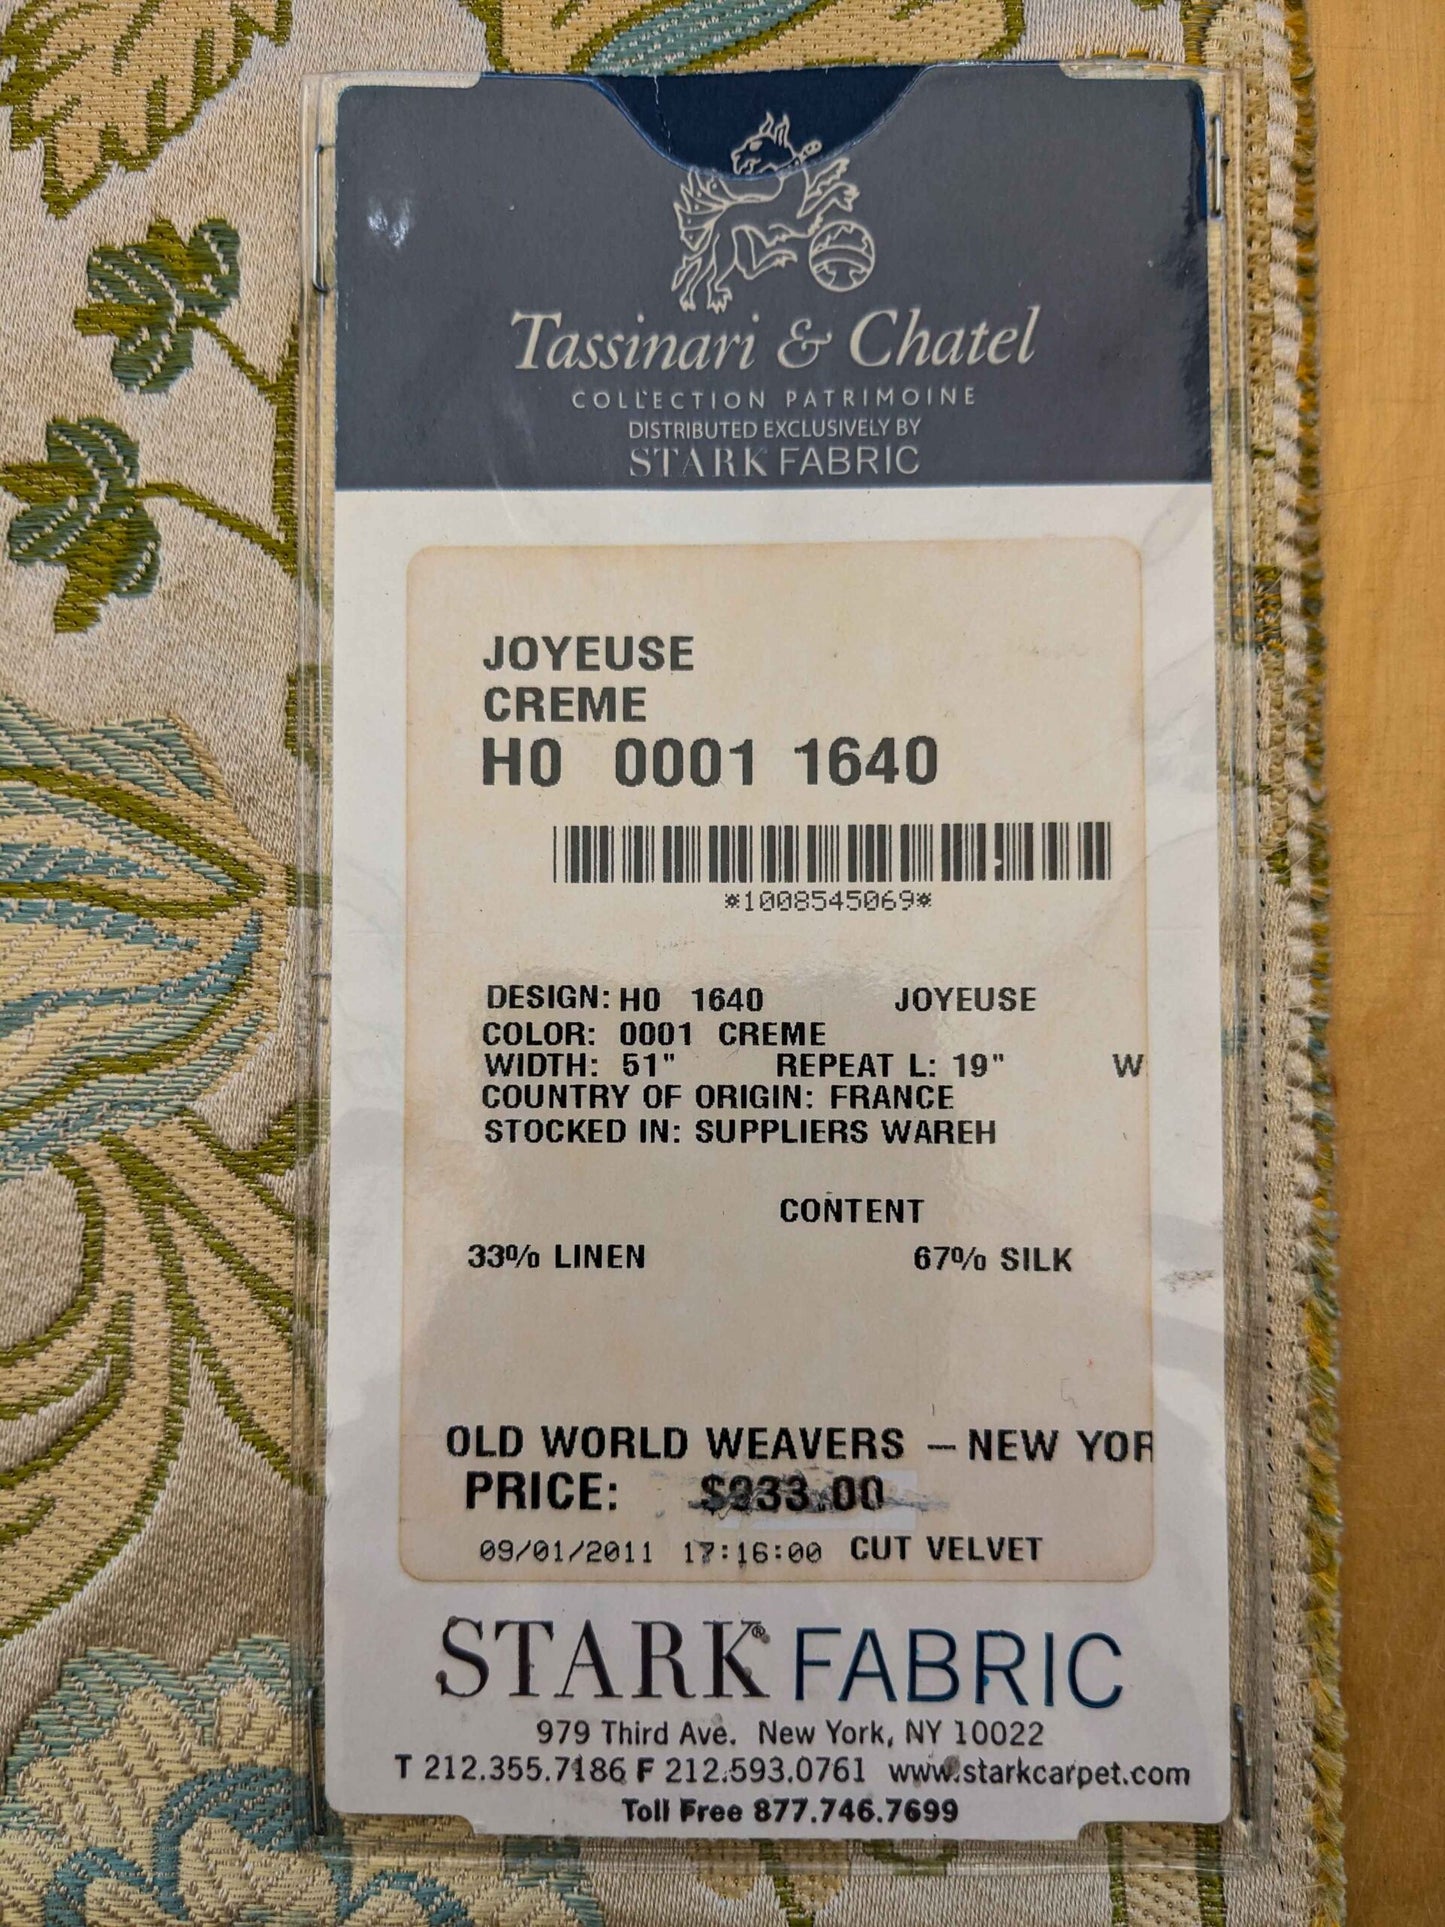 Tassinari & Chatel
COLLECTION PATRIMOINE
DISTRIBUTED EXCLUSIVELY BY
STARK FABRIC
JOYEUSE
CREME
H0 0001 1640
*1008545069*
DESIGN: H0 1640 JOYEUSE
COLOR: 0001 CREME
WIDTH: 51" REPEAT L: 19" W
COUNTRY OF ORIGIN: FRANCE
STOCKED IN: SUPPLIERS WAREH
CONTENT
33% LINEN 67% SILK
OLD WORLD WEAVERS – NEW YOR
PRICE:
09/01/2011 17:16:00 CUT VELVET
STARK® FABRIC
979 Third Ave. New York, NY 10022
T 212.355.7186 F 212.593.0761 www.starkcarpet.com
Toll Free 877.746.7699